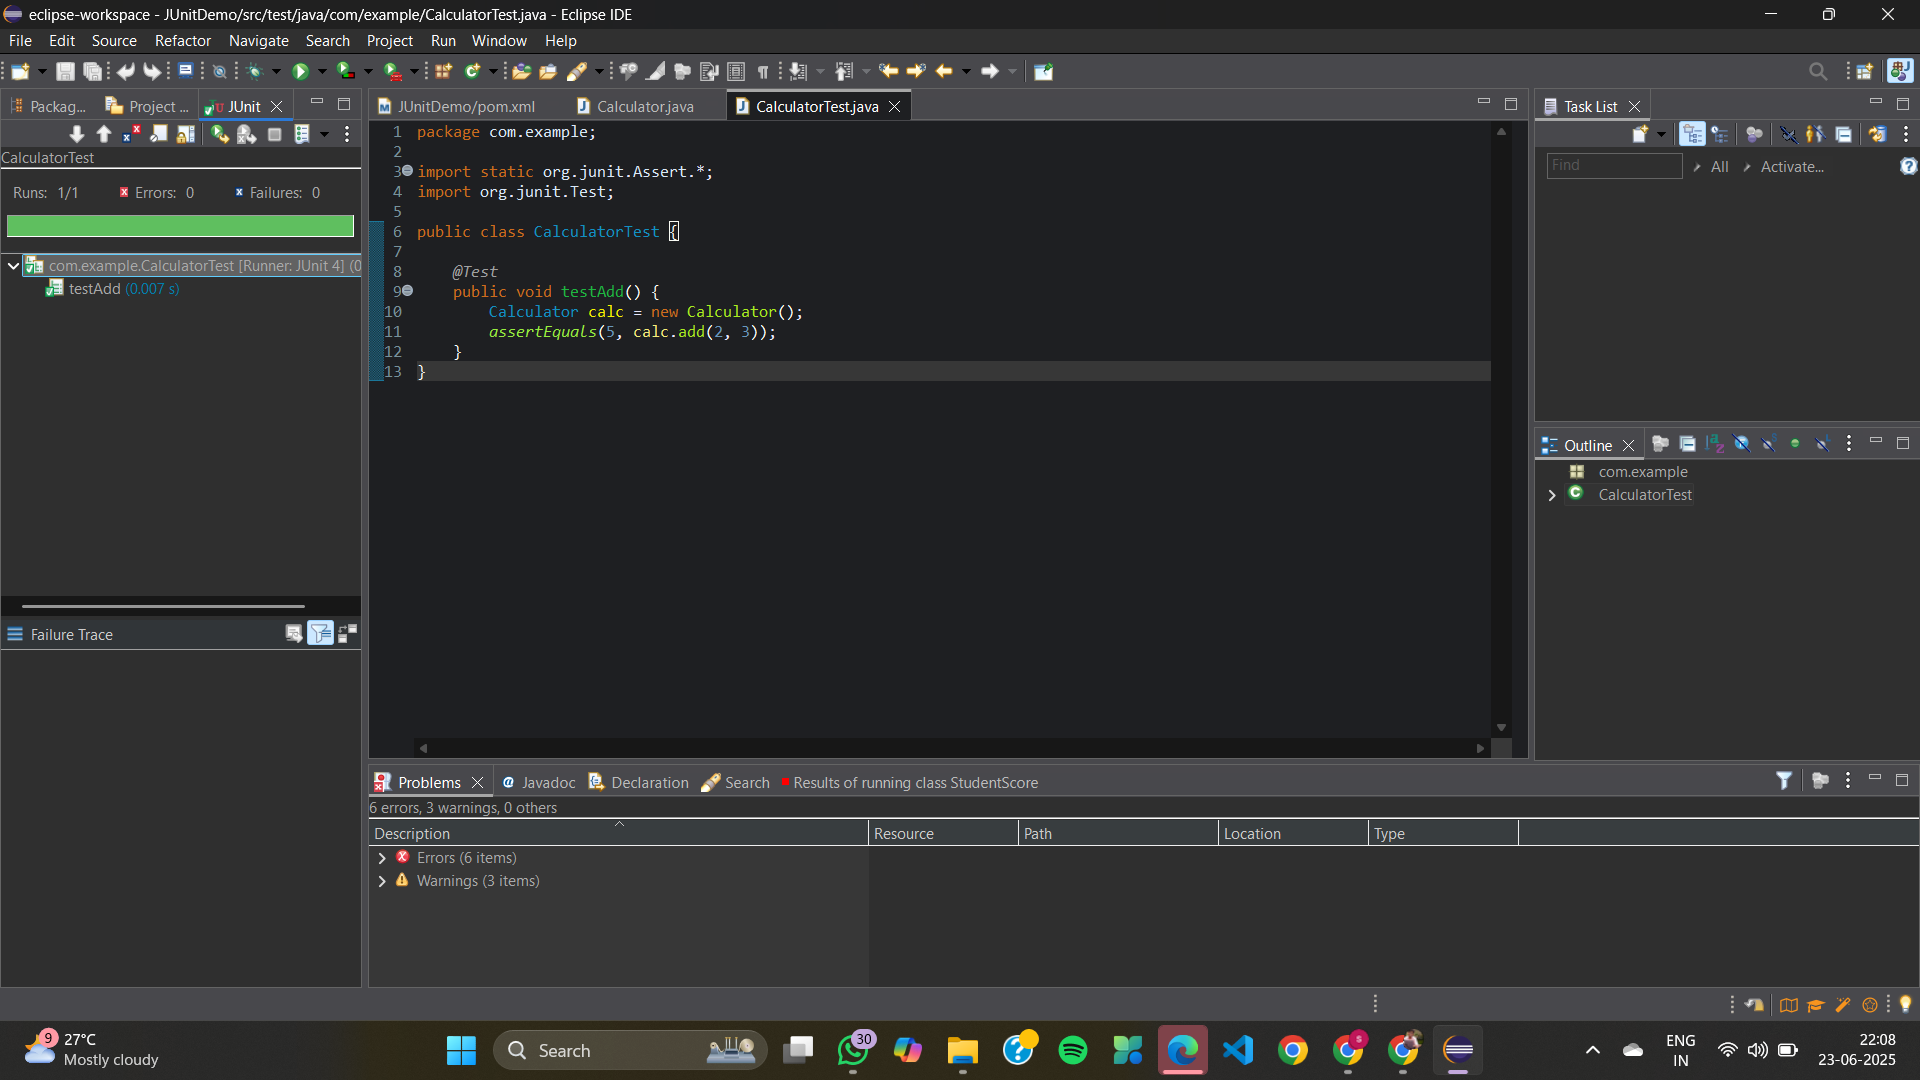 eclipse-workspace - JUnitDemo/src/test/java/com/example/CalculatorTest.java - Eclipse IDE
File Edit Source Refactor Navigate Search Project Run Window Help
Packag... Project ... JUnit
CalculatorTest
Runs: 1/1 Errors: 0 Failures: 0
com.example.CalculatorTest [Runner: JUnit 4] (0
testAdd (0.007 s)
Failure Trace
JUnitDemo/pom.xml Calculator.java CalculatorTest.java
1 package com.example;
2
3 import static org.junit.Assert.*;
4 import org.junit.Test;
5
6 public class CalculatorTest {
7
8 @Test
9 public void testAdd() {
10 Calculator calc = new Calculator();
11 assertEquals(5, calc.add(2, 3));
12 }
13 }
Task List
Find All Activate...
Outline
com.example
CalculatorTest
Problems Javadoc Declaration Search Results of running class StudentScore
6 errors, 3 warnings, 0 others
Description Resource Path Location Type
Errors (6 items)
Warnings (3 items)
9 27°C
Mostly cloudy
Search
30
ENG
IN
22:08
23-06-2025